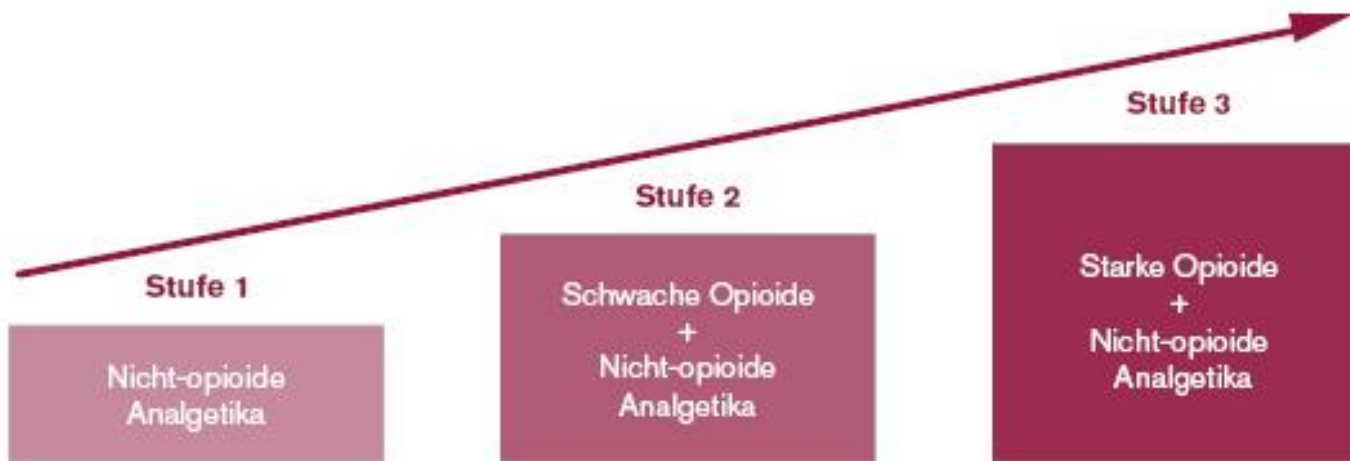 Stufe 1
Nicht-opioide
Analgetika
Stufe 2
Schwache Opioide
+
Nicht-opioide
Analgetika
Stufe 3
Starke Opioide
+
Nicht-opioide
Analgetika